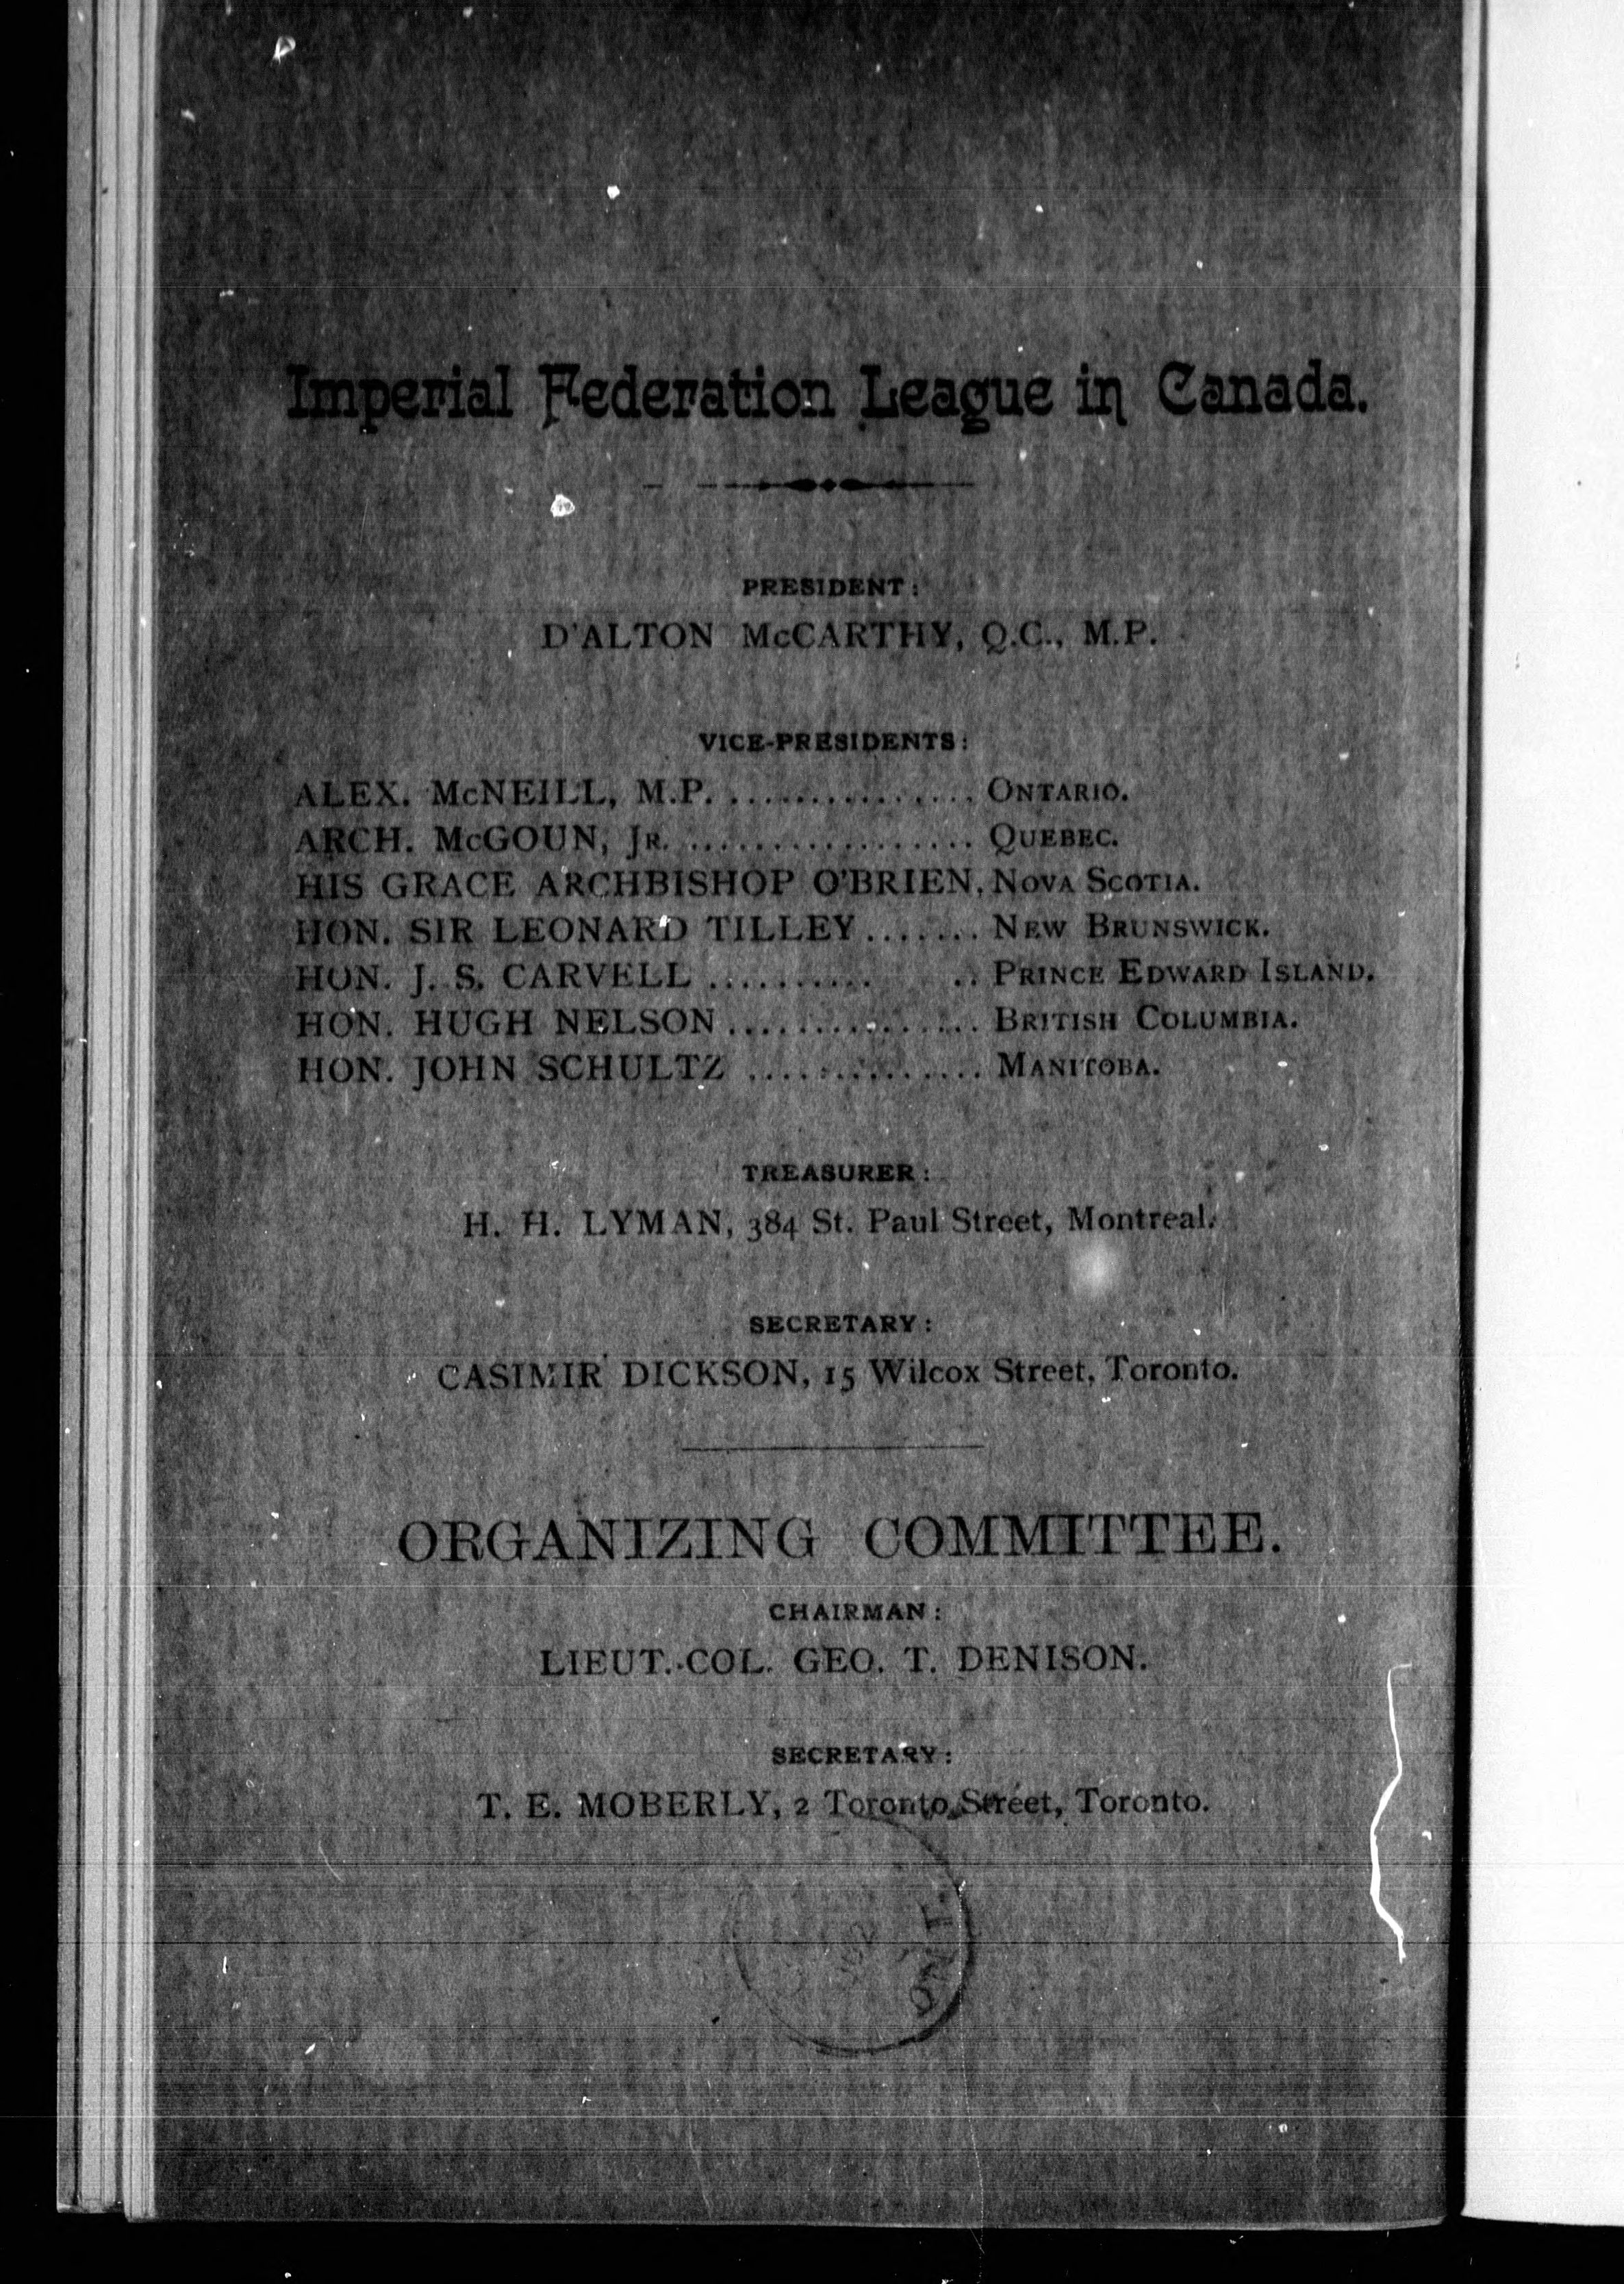 Imperial Federation League in Canada.
PRESIDENT:
D'ALTON McCARTHY, Q.C., M.P.
VICE-PRESIDENTS:
ALEX. McNEILL, M.P. ............... ONTARIO.
ARCH. McGOUN, JR. ................. QUEBEC.
HIS GRACE ARCHBISHOP O'BRIEN. NOVA SCOTIA.
HON. SIR LEONARD TILLEY ....... NEW BRUNSWICK.
HON. J. S. CARVELL .......... .. PRINCE EDWARD ISLAND.
HON. HUGH NELSON ............... BRITISH COLUMBIA.
HON. JOHN SCHULTZ .............. MANITOBA.
TREASURER:
H. H. LYMAN, 384 St. Paul Street, Montreal.
SECRETARY:
CASIMIR DICKSON, 15 Wilcox Street, Toronto.
ORGANIZING COMMITTEE.
CHAIRMAN:
LIEUT.-COL. GEO. T. DENISON.
SECRETARY:
T. E. MOBERLY, 2 Toronto Street, Toronto.
ONT.